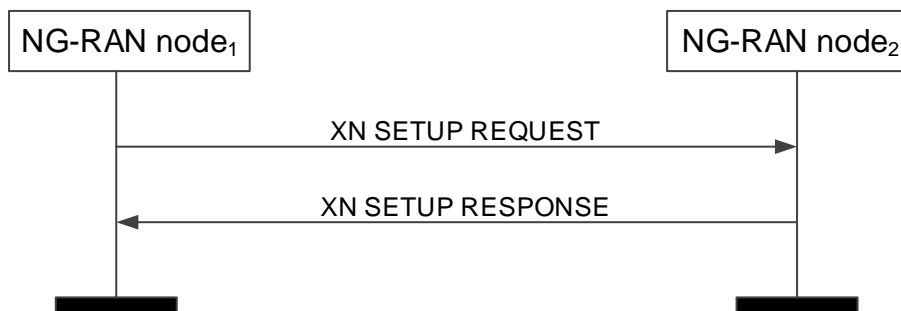 NG-RAN node₁
NG-RAN node₂
XN SETUP REQUEST
XN SETUP RESPONSE